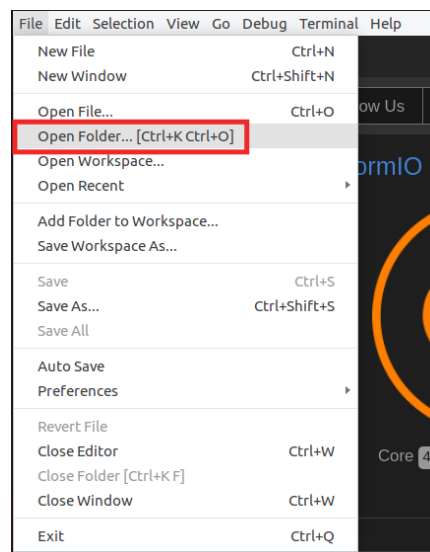 File Edit Selection View Go Debug Terminal Help
New File Ctrl+N
New Window Ctrl+Shift+N
Open File... Ctrl+O
ow Us
Open Folder... [Ctrl+K Ctrl+O]
Open Workspace...
ormIO
Open Recent
Add Folder to Workspace...
Save Workspace As...
Save Ctrl+S
Save As... Ctrl+Shift+S
Save All
Auto Save
Preferences
Revert File
Close Editor Ctrl+W
Core 4
Close Folder [Ctrl+K F]
Close Window Ctrl+W
Exit Ctrl+Q